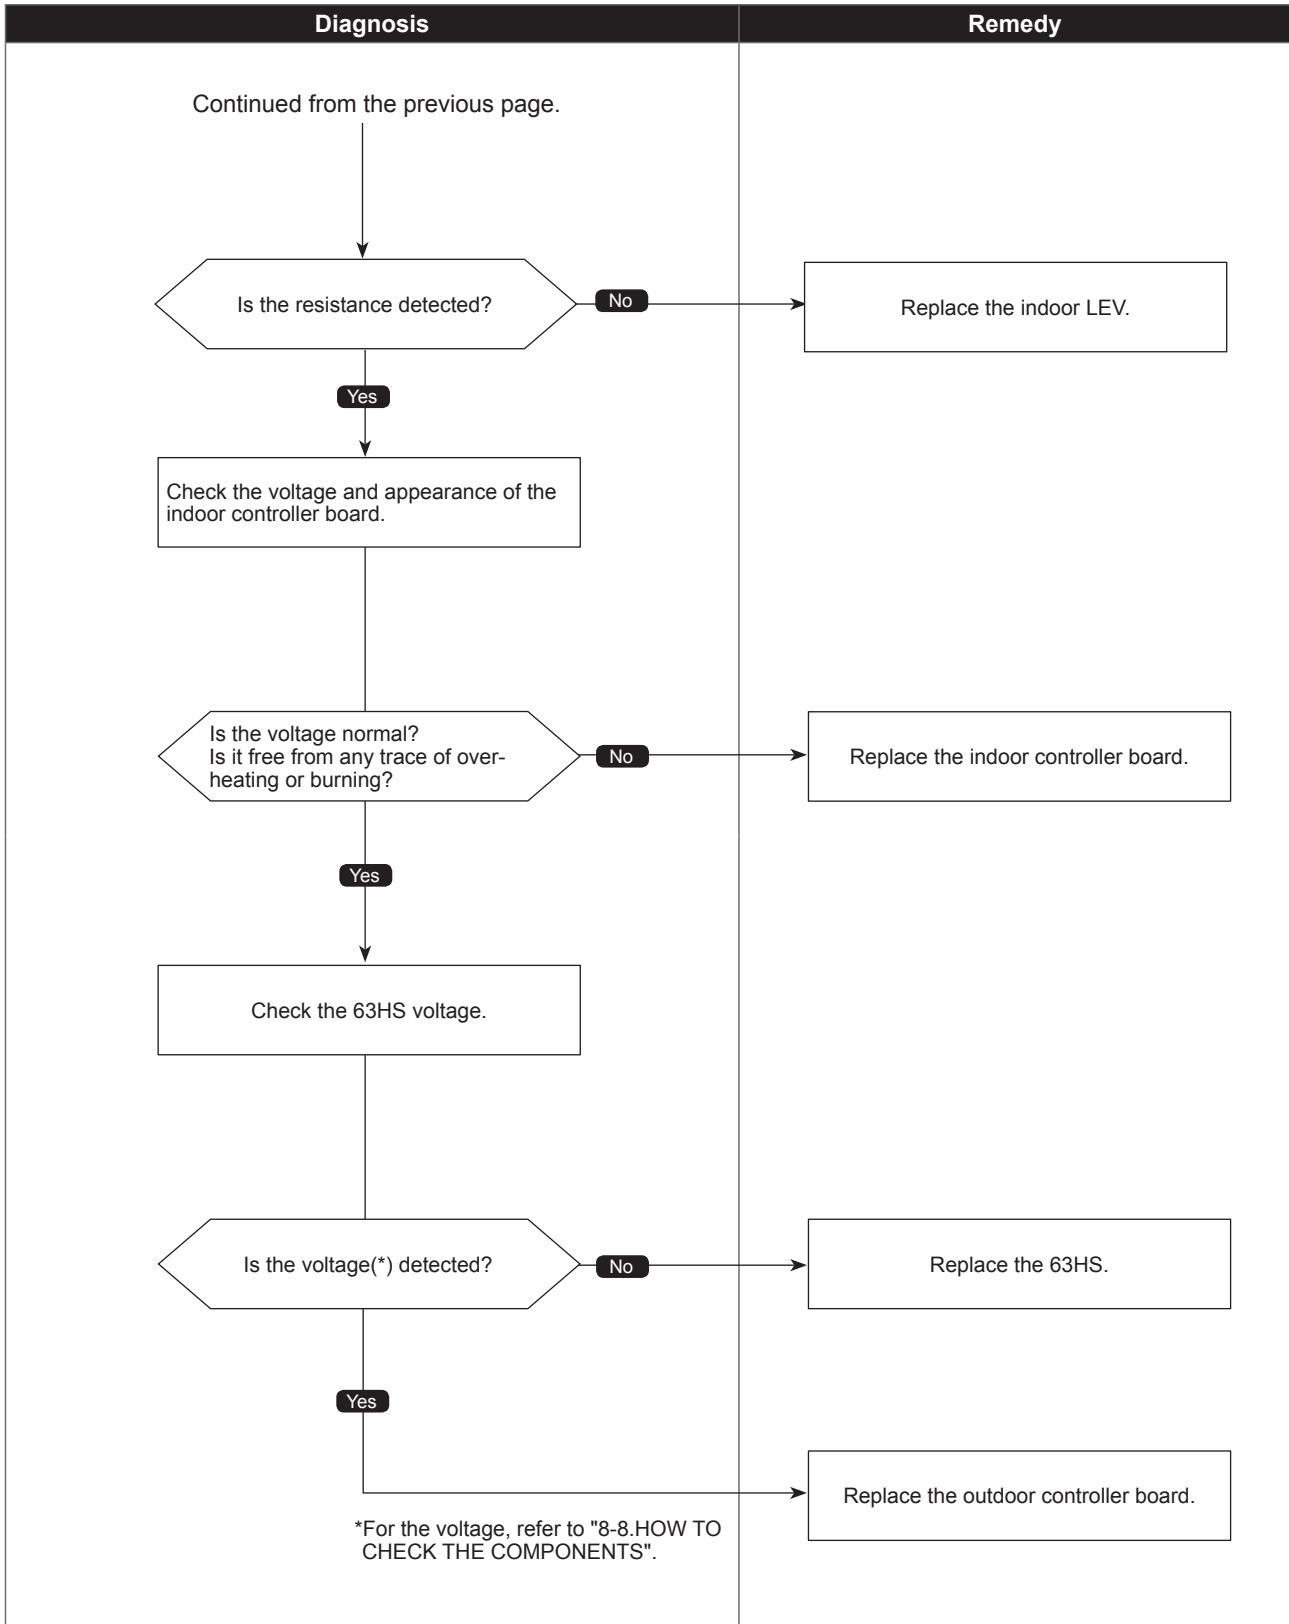 Diagnosis
Remedy
Continued from the previous page.
Is the resistance detected?
No
Replace the indoor LEV.
Yes
Check the voltage and appearance of the
indoor controller board.
Is the voltage normal?
Is it free from any trace of over-
heating or burning?
No
Replace the indoor controller board.
Yes
Check the 63HS voltage.
Is the voltage(*) detected?
No
Replace the 63HS.
Yes
Replace the outdoor controller board.
*For the voltage, refer to "8-8.HOW TO
CHECK THE COMPONENTS".